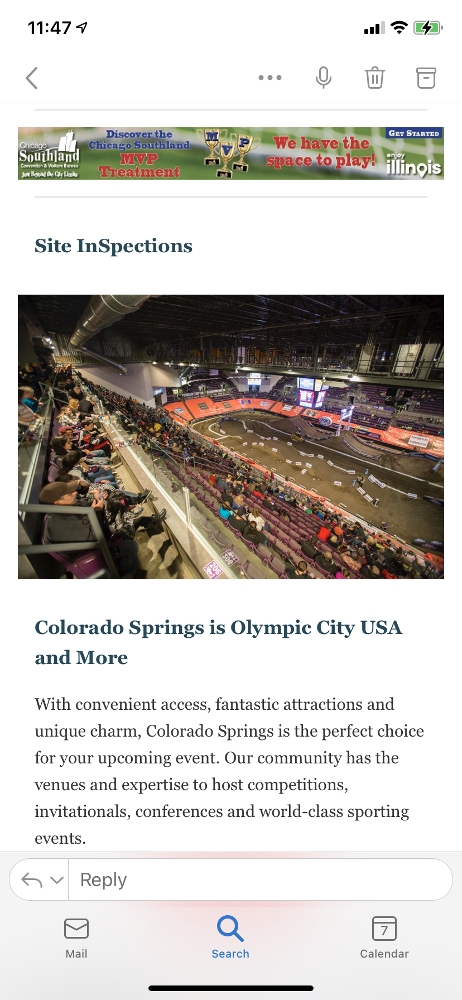 11:47
Chicago
Southland
Convention & Visitors Bureau
Just Beyond the City Limits
Discover the
Chicago Southland
MVP
Treatment
M V P
We have the
space to play!
GET STARTED
enjoy
illinois
Site InSpections
FOX
206
Colorado Springs is Olympic City USA
and More
With convenient access, fantastic attractions and
unique charm, Colorado Springs is the perfect choice
for your upcoming event. Our community has the
venues and expertise to host competitions,
invitationals, conferences and world-class sporting
events.
Reply
Mail
Search
7
Calendar